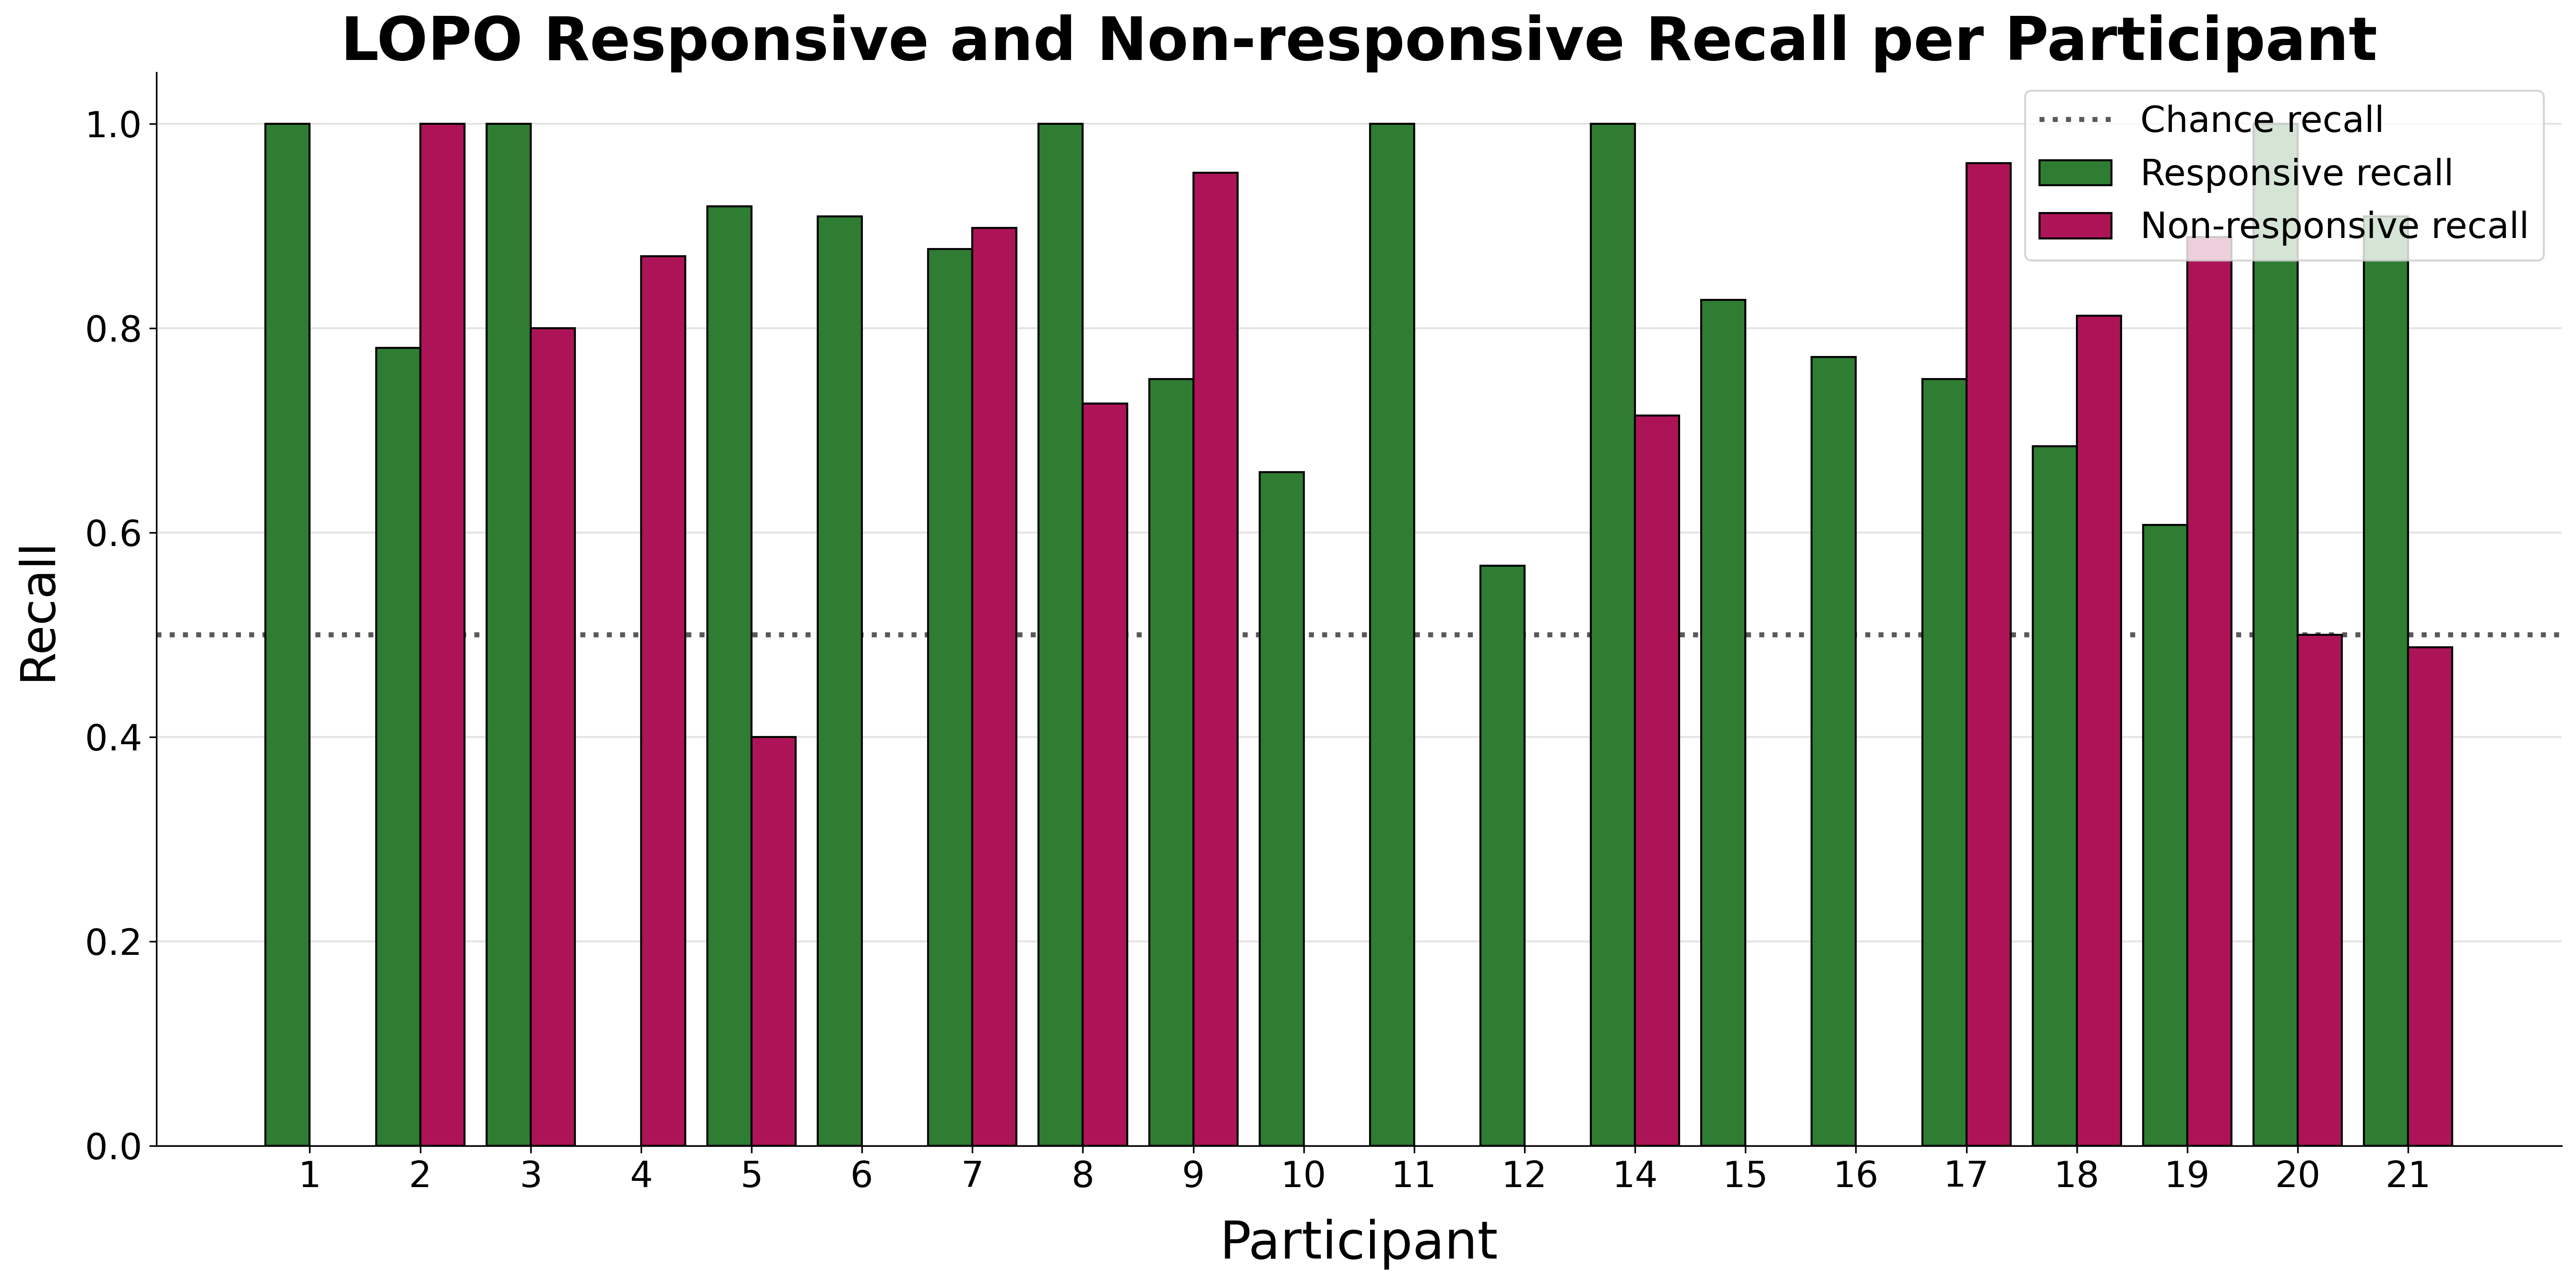 LOPO Responsive and Non-responsive Recall per Participant
Chance recall
Responsive recall
Non-responsive recall
Recall
1.0
0.8
0.6
0.4
0.2
0.0
1 2 3 4 5 6 7 8 9 10 11 12 14 15 16 17 18 19 20 21
Participant